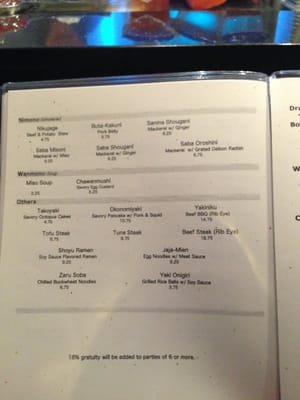 Nimono (Simmered)
Nikujaga Buta-Kakuni Sanma Shougani
Beef & Potato Stew Pork Belly Mackerel w/ Ginger
4.75 5.75 6.25
Saba Misoni Saba Shougani Saba Oroshini
Mackerel w/ Miso Mackerel w/ Ginger Mackerel w/ Grated Daikon Radish
6.25 6.25 6.75
Wanmono Soup
Miso Soup Chawanmushi
Savory Egg Custard
2.25 5.25
Others
Takoyaki Okonomiyaki Yakiniku
Savory Octopus Cakes Savory Pancake w/ Pork & Squid Beef BBQ (Rib Eye)
4.75 10.75 14.75
Tofu Steak Tuna Steak Beef Steak (Rib Eye)
6.75 9.75 18.75
Shoyu Ramen Jaja-Mien
Soy Sauce Flavored Ramen Egg Noodles w/ Meat Sauce
9.25 9.25
Zaru Soba Yaki Onigiri
Chilled Buckwheat Noodles Grilled Rice Balls w/ Soy Sauce
6.75 3.75
18% gratuity will be added to parties of 6 or more.
Dr
Bo
W
C